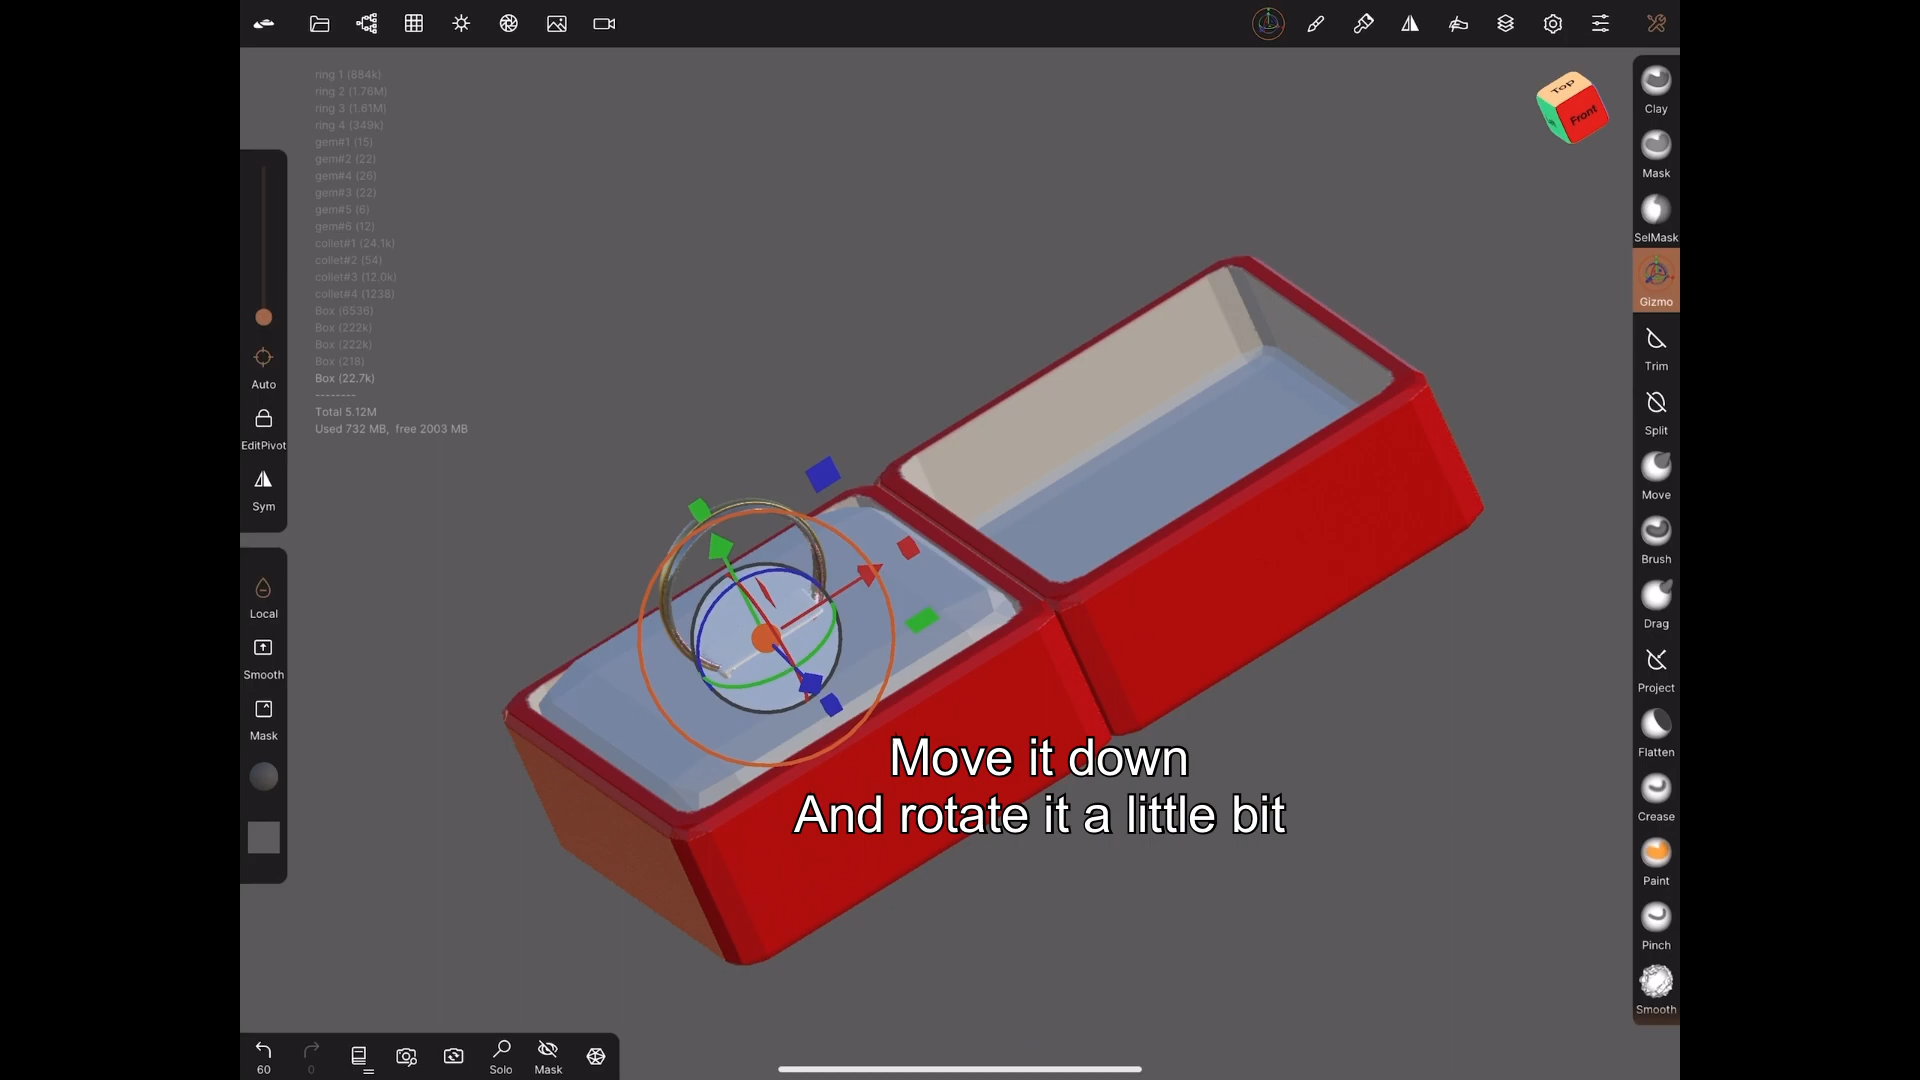 ring 1 (884k)
ring 2 (1.76M)
ring 3 (1.61M)
ring 4 (349k)
gem#1 (15)
gem#2 (22)
gem#4 (26)
gem#3 (22)
gem#5 (6)
gem#6 (12)
collet#1 (24.1k)
collet#2 (54)
collet#3 (12.0k)
collet#4 (1238)
Box (6536)
Box (222k)
Box (222k)
Box (218)
Box (22.7k)
--------
Total 5.12M
Used 732 MB, free 2003 MB
Auto
EditPivot
Sym
Local
Smooth
Mask
Top
Front
Clay
Mask
SelMask
Gizmo
Trim
Split
Move
Brush
Drag
Project
Flatten
Crease
Paint
Pinch
Smooth
Move it down
And rotate it a little bit
60
0
Solo
Mask